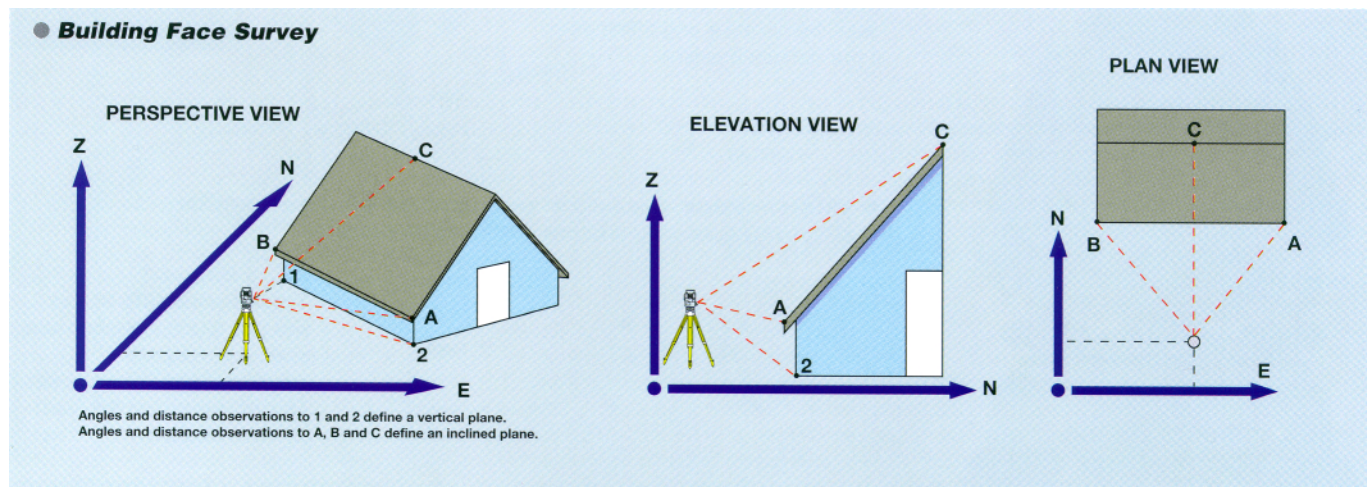 Building Face Survey
PERSPECTIVE VIEW
Z
N
C
B
1
A
2
E
Angles and distance observations to 1 and 2 define a vertical plane.
Angles and distance observations to A, B and C define an inclined plane.
ELEVATION VIEW
C
Z
A
2
N
PLAN VIEW
C
N
B
A
E